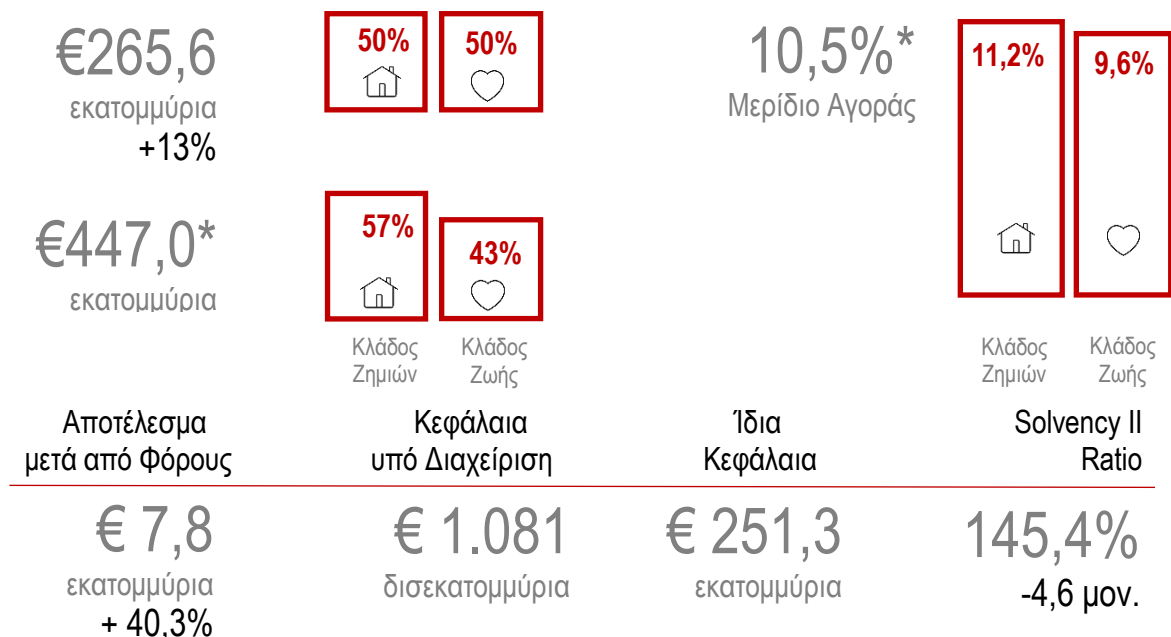 €265,6
εκατομμύρια
+13%
50%
50%
10,5%*
Μερίδιο Αγοράς
11,2%
9,6%
€447,0*
εκατομμύρια
57%
43%
Κλάδος
Ζημιών
Κλάδος
Ζωής
Κλάδος
Ζημιών
Κλάδος
Ζωής
Αποτέλεσμα
μετά από Φόρους
Κεφάλαια
υπό Διαχείριση
Ίδια
Κεφάλαια
Solvency II
Ratio
€ 7,8
εκατομμύρια
+ 40,3%
€ 1.081
δισεκατομμύρια
€ 251,3
εκατομμύρια
145,4%
-4,6 μον.